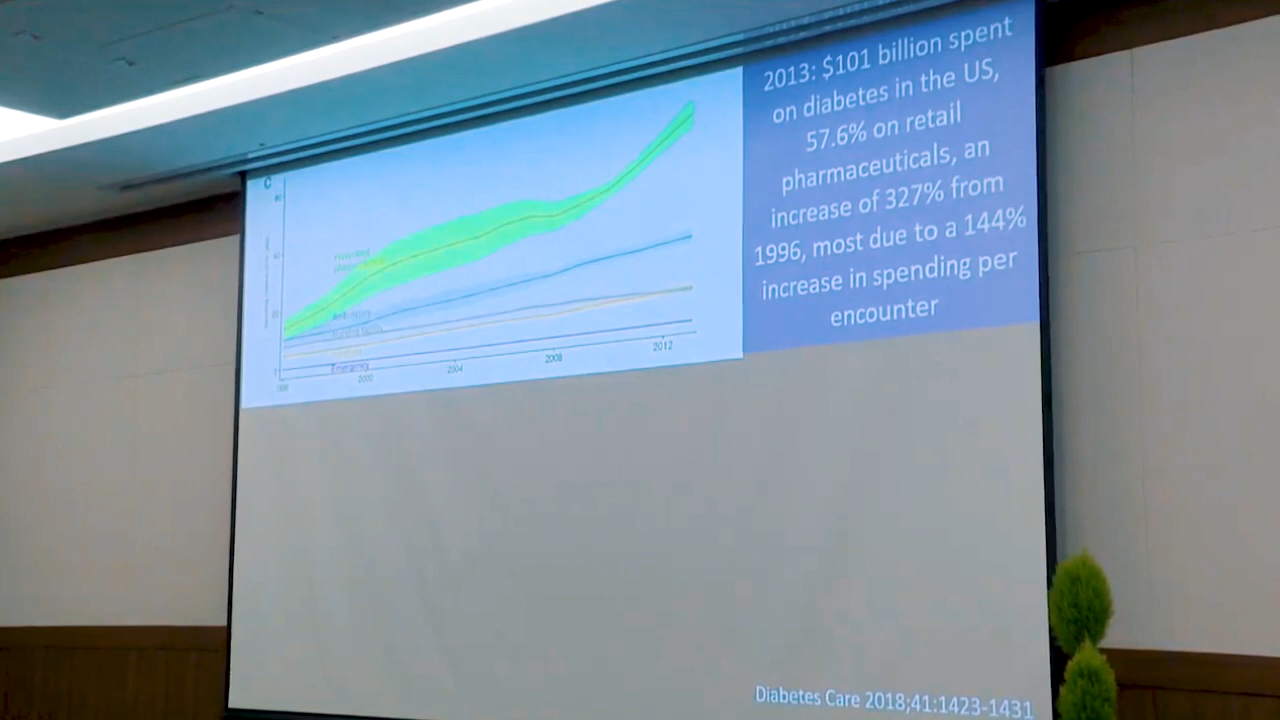 2013: $101 billion spent
on diabetes in the US,
57.6% on retail
pharmaceuticals, an
increase of 327% from
1996, most due to a 144%
increase in spending per
encounter
C
Emergency
2000
2004
2008
2012
Diabetes Care 2018;41:1423-1431